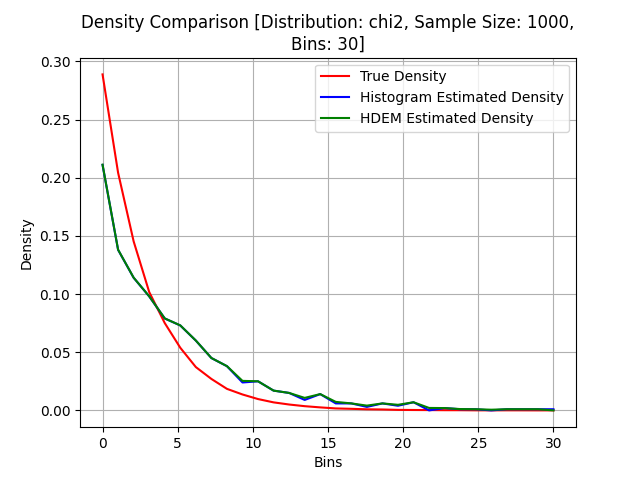 Density Comparison [Distribution: chi2, Sample Size: 1000,
Bins: 30]
True Density
Histogram Estimated Density
HDEM Estimated Density
Density
0.30
0.25
0.20
0.15
0.10
0.05
0.00
0 5 10 15 20 25 30
Bins